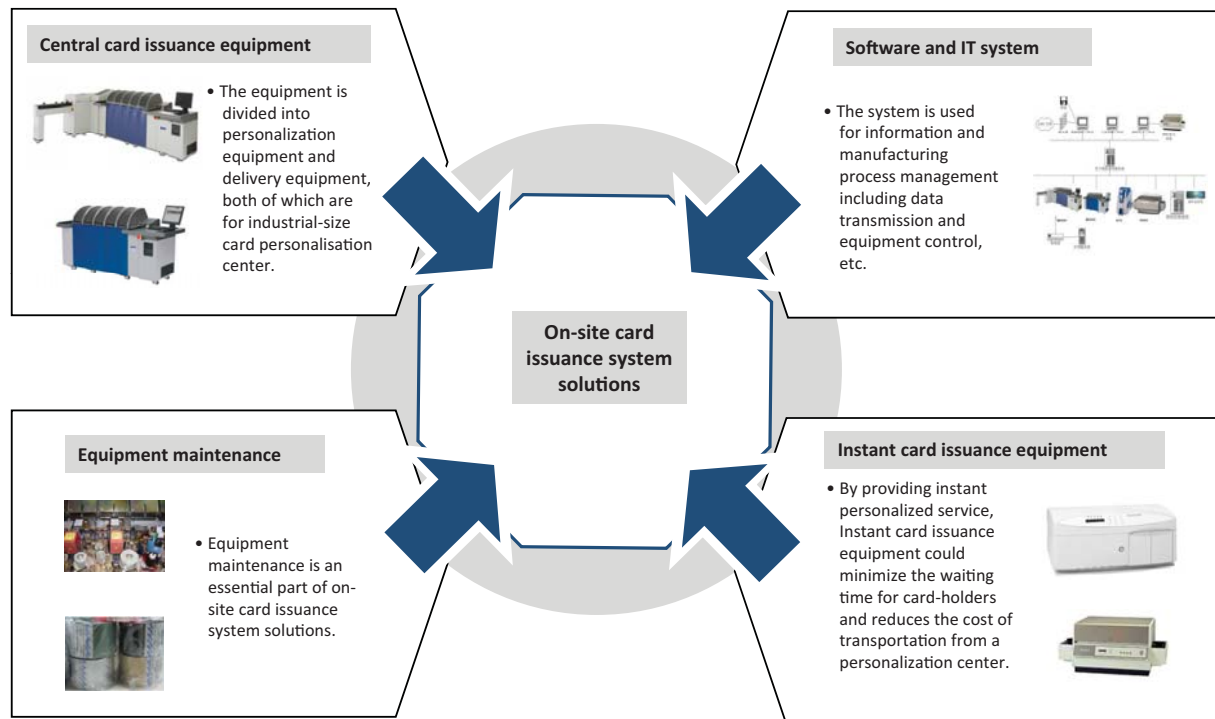 Central card issuance equipment
• The equipment is
divided into
personalization
equipment and
delivery equipment,
both of which are
for industrial-size
card personalisation
center.
Software and IT system
• The system is used
for information and
manufacturing
process management
including data
transmission and
equipment control,
etc.
On-site card
issuance system
solutions
Equipment maintenance
• Equipment
maintenance is an
essential part of on-
site card issuance
system solutions.
Instant card issuance equipment
• By providing instant
personalized service,
Instant card issuance
equipment could
minimize the waiting
time for card-holders
and reduces the cost of
transportation from a
personalization center.